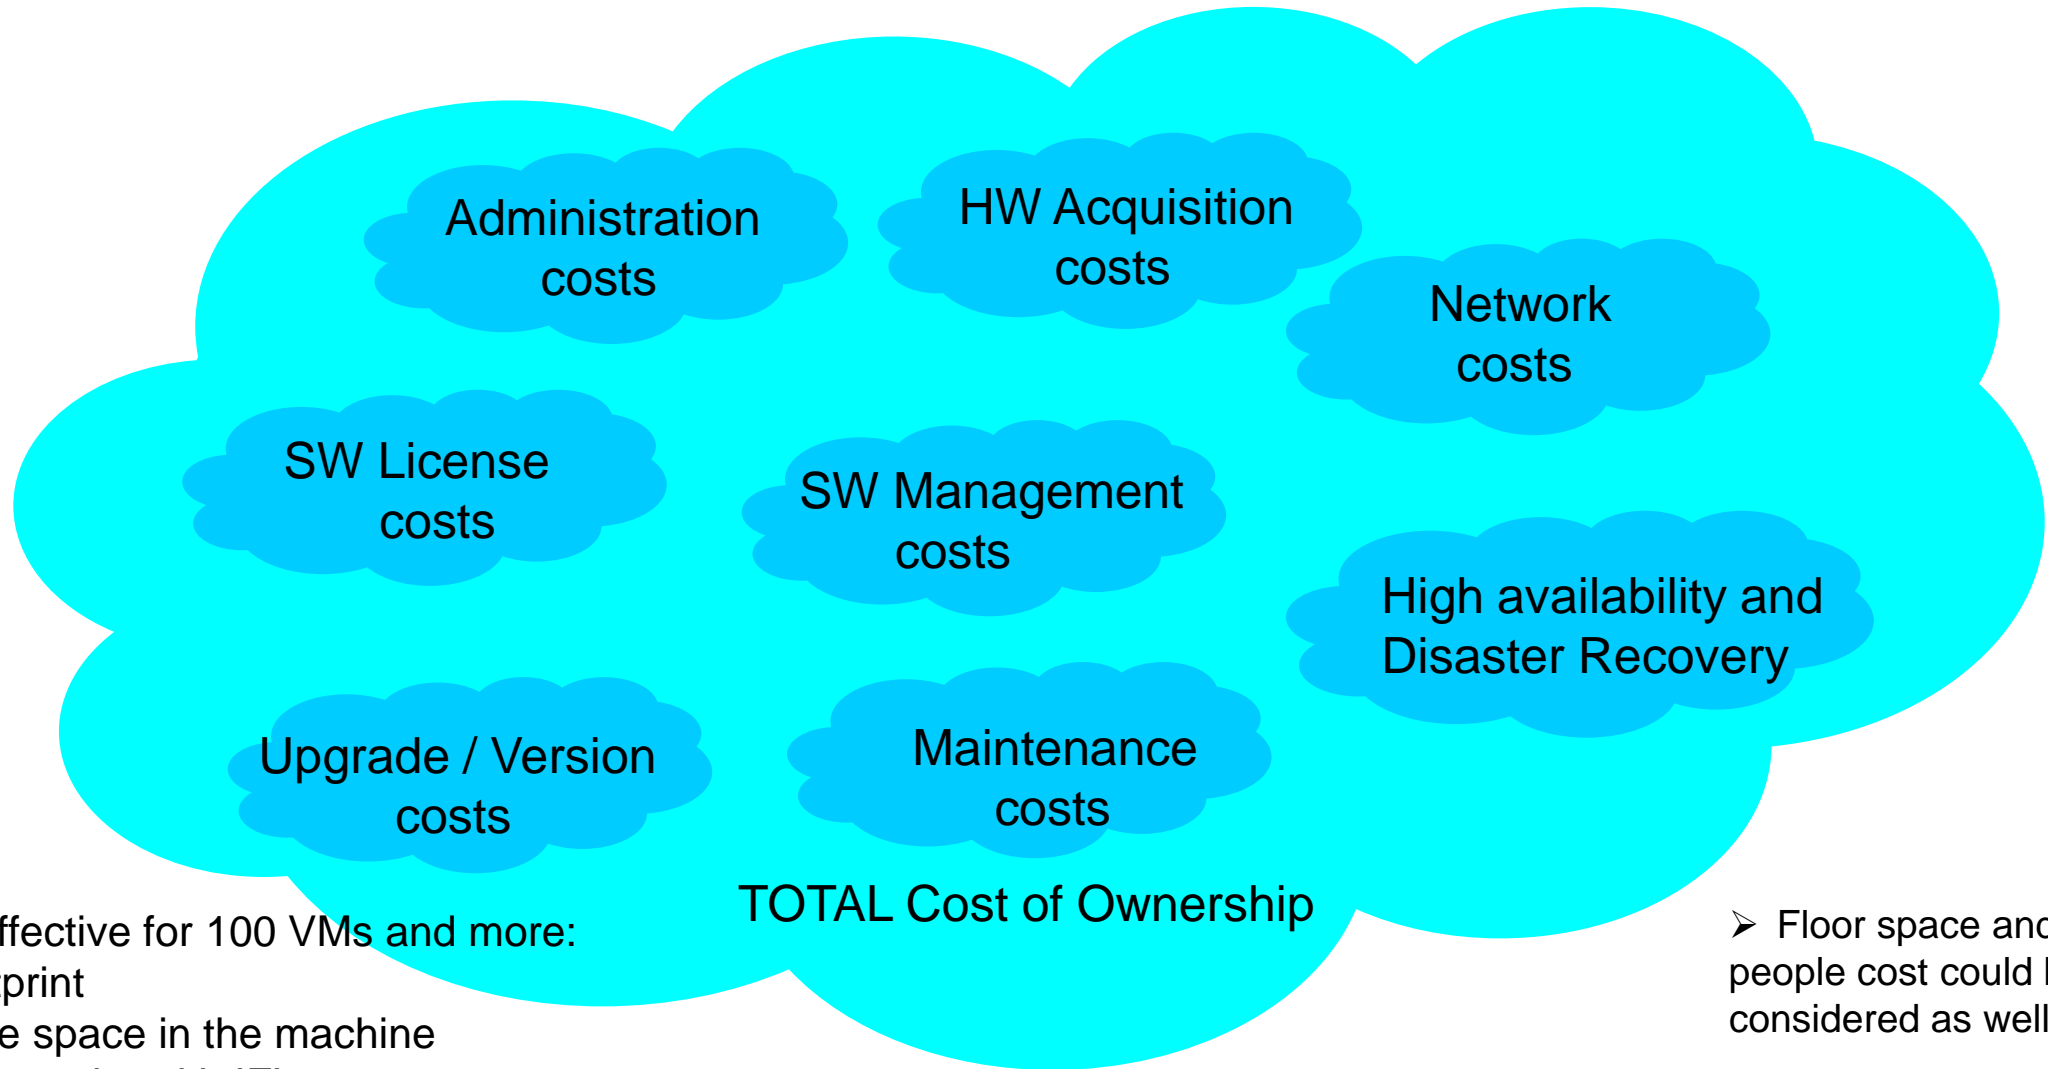 Administration
costs
HW Acquisition
costs
Network
costs
SW License
costs
SW Management
costs
High availability and
Disaster Recovery
Upgrade / Version
costs
Maintenance
costs
TOTAL Cost of Ownership
for 100 VMs and more:
space in the machine
➢ Floor space and
people cost could
considered as well